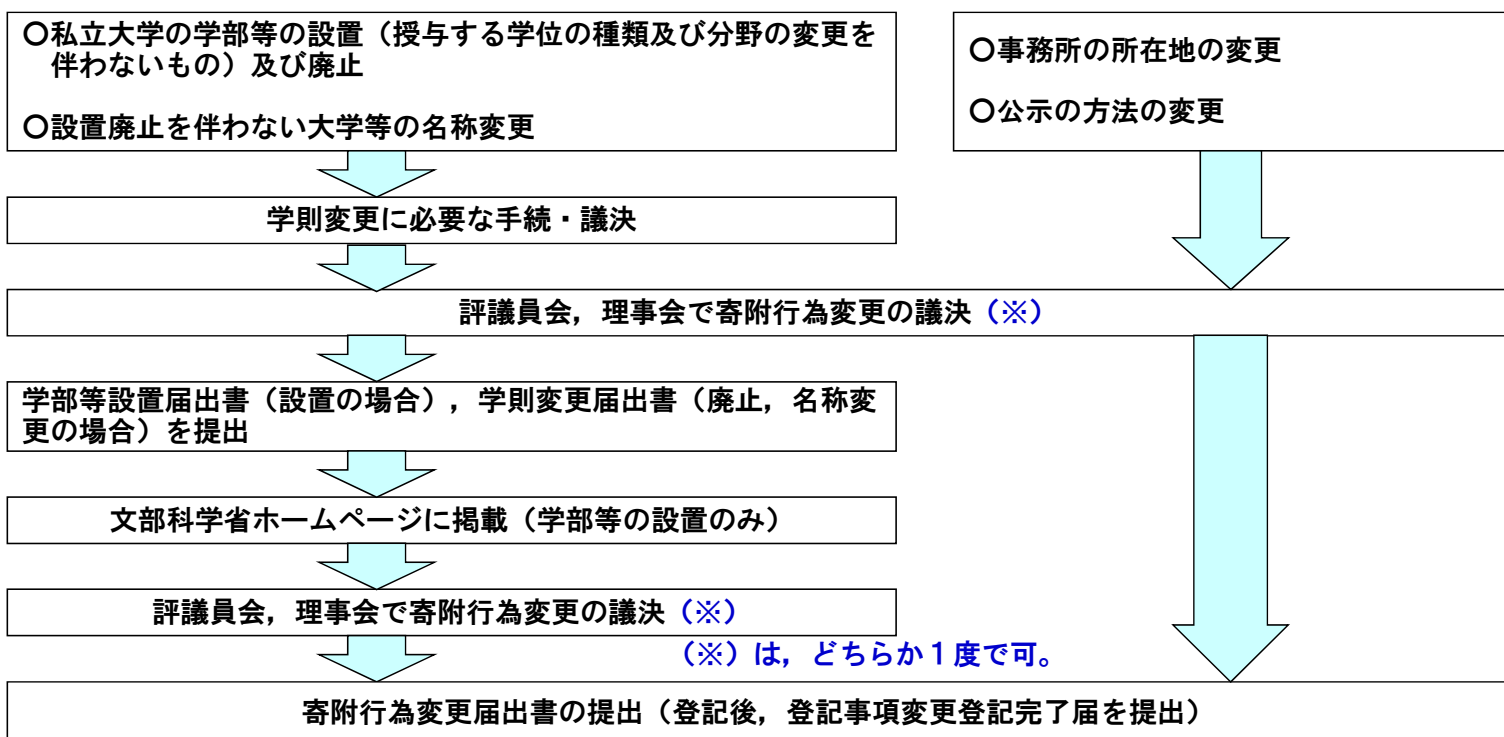 〇私立大学の学部等の設置（授与する学位の種類及び分野の変更を
伴わないもの）及び廃止
〇設置廃止を伴わない大学等の名称変更
〇事務所の所在地の変更
〇公示の方法の変更
学則変更に必要な手続・議決
評議員会，理事会で寄附行為変更の議決（※）
学部等設置届出書（設置の場合），学則変更届出書（廃止，名称変
更の場合）を提出
文部科学省ホームページに掲載（学部等の設置のみ）
評議員会，理事会で寄附行為変更の議決（※）
（※）は，どちらか１度で可。
寄附行為変更届出書の提出（登記後，登記事項変更登記完了届を提出）